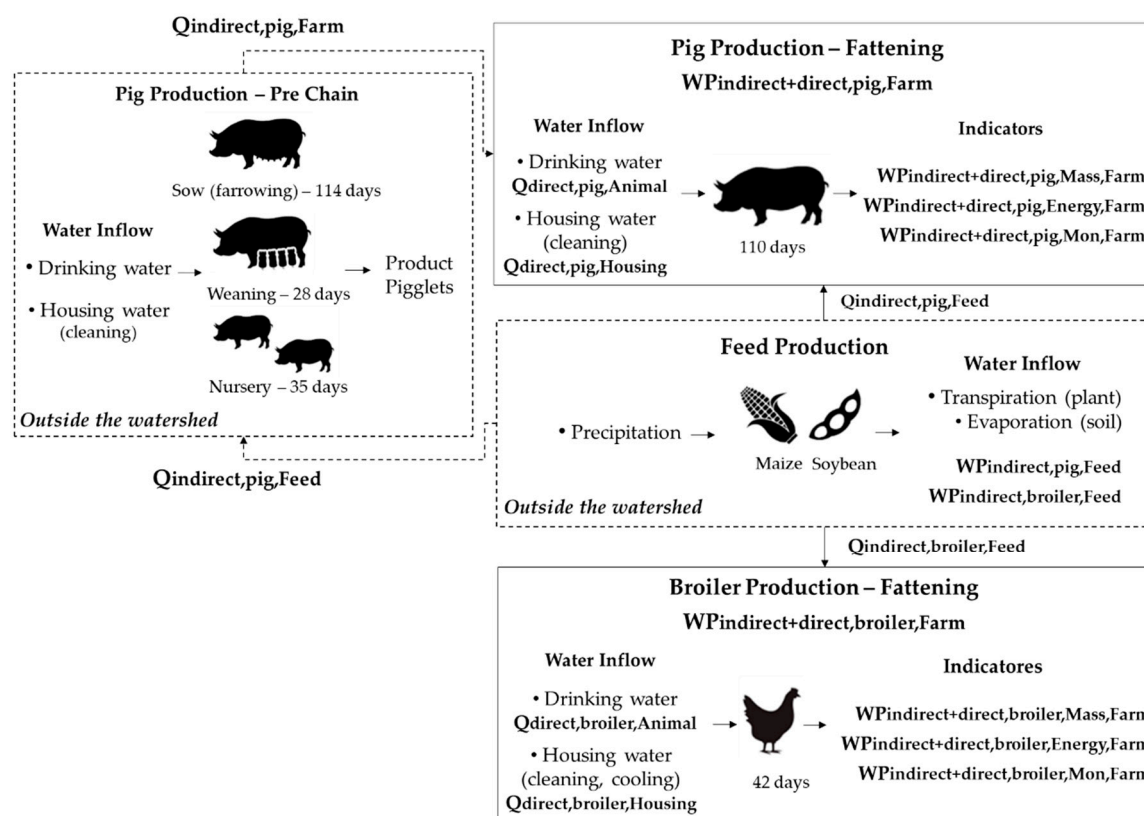 Qindirect,pig,Farm
Pig Production – Pre Chain
Sow (farrowing) – 114 days
Water Inflow
• Drinking water
• Housing water
(cleaning)
Weaning – 28 days
Product
Pigglets
Nursery – 35 days
Outside the watershed
Qindirect,pig,Feed
Pig Production – Fattening
WPindirect+direct,pig,Farm
Water Inflow
• Drinking water
Qdirect,pig,Animal
• Housing water
(cleaning)
Qdirect,pig,Housing
110 days
Indicators
WPindirect+direct,pig,Mass,Farm
WPindirect+direct,pig,Energy,Farm
WPindirect+direct,pig,Mon,Farm
Qindirect,pig,Feed
Feed Production
• Precipitation
Maize Soybean
Water Inflow
• Transpiration (plant)
• Evaporation (soil)
WPindirect,pig,Feed
WPindirect,broiler,Feed
Outside the watershed
Qindirect,broiler,Feed
Broiler Production – Fattening
WPindirect+direct,broiler,Farm
Water Inflow
• Drinking water
Qdirect,broiler,Animal
• Housing water
(cleaning, cooling)
Qdirect,broiler,Housing
42 days
Indicatores
WPindirect+direct,broiler,Mass,Farm
WPindirect+direct,broiler,Energy,Farm
WPindirect+direct,broiler,Mon,Farm